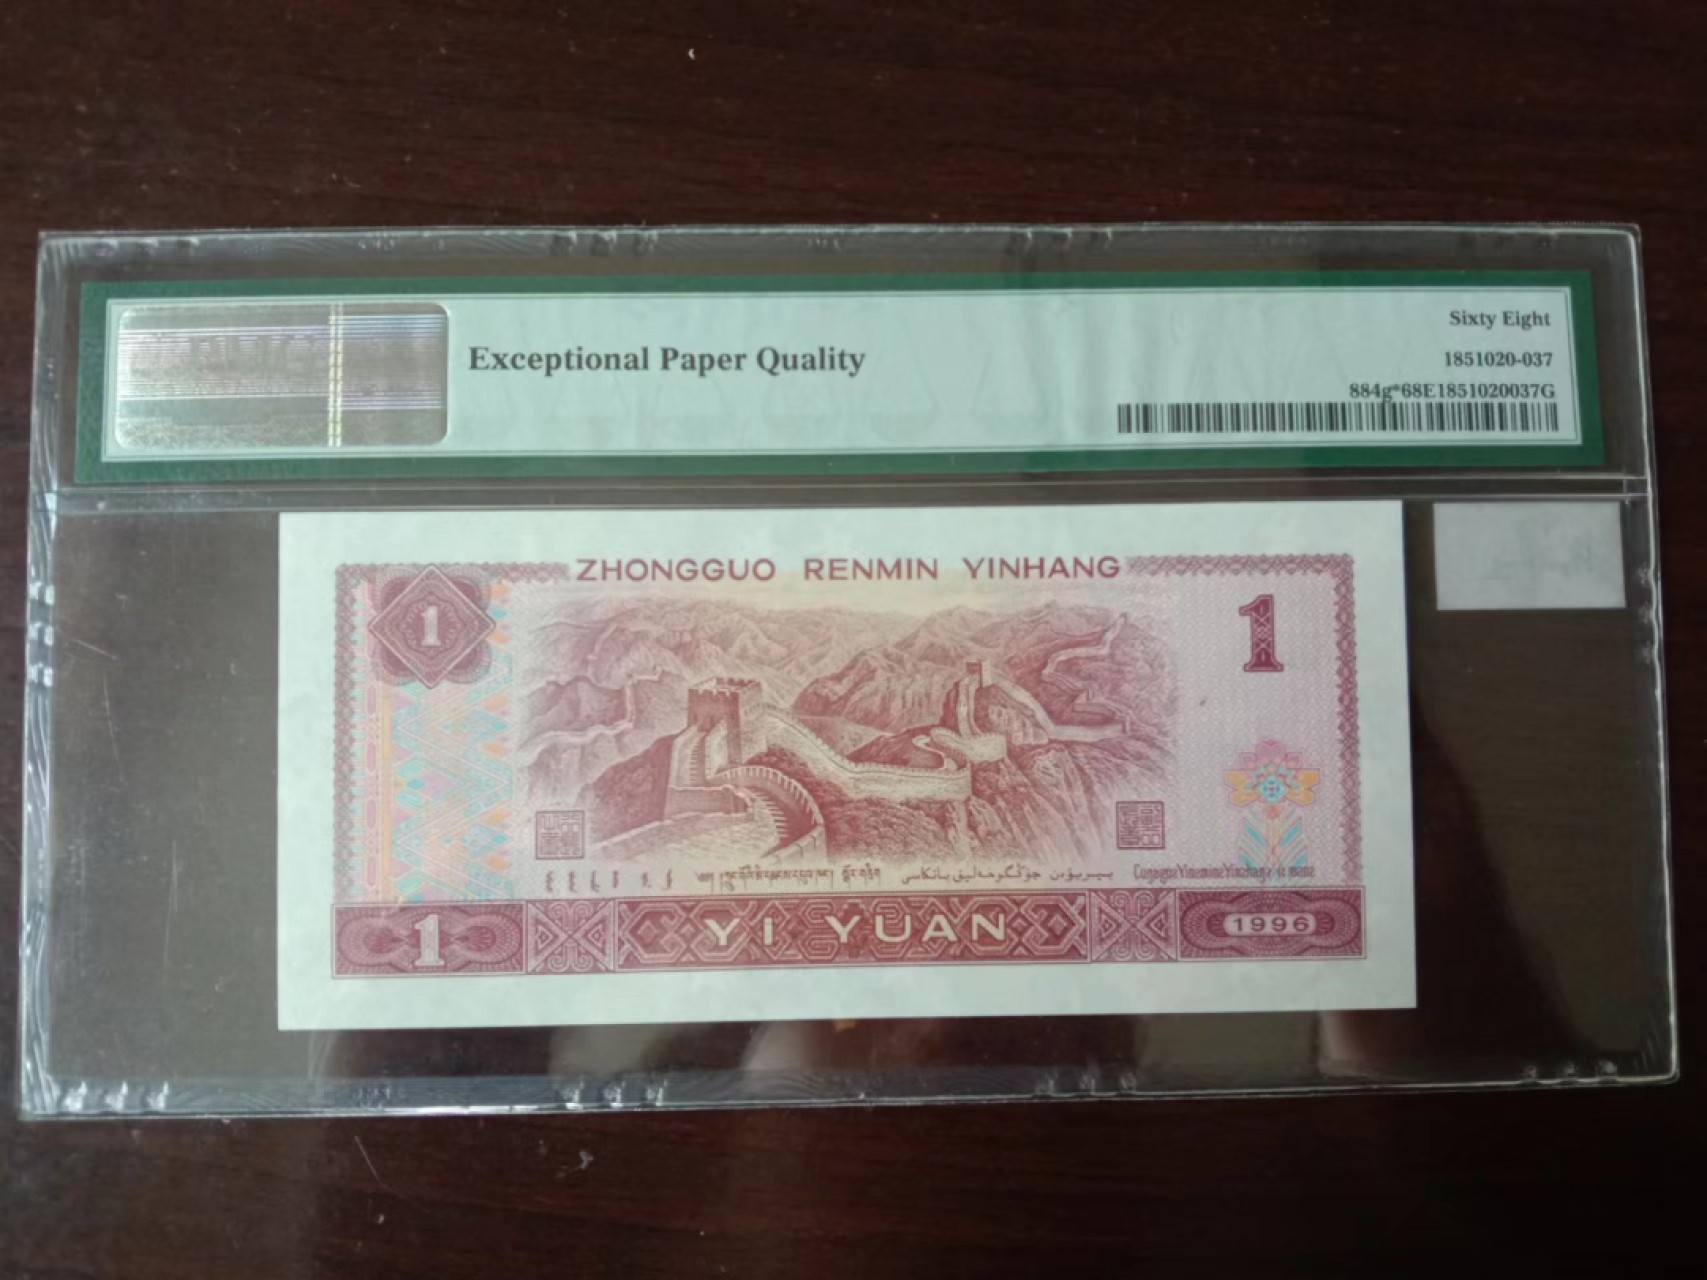 Sixty Eight
Exceptional Paper Quality
1851020-037
884g*68E1851020037G
ZHONGGUO RENMIN YINHANG
1
1
1
YI YUAN
1996